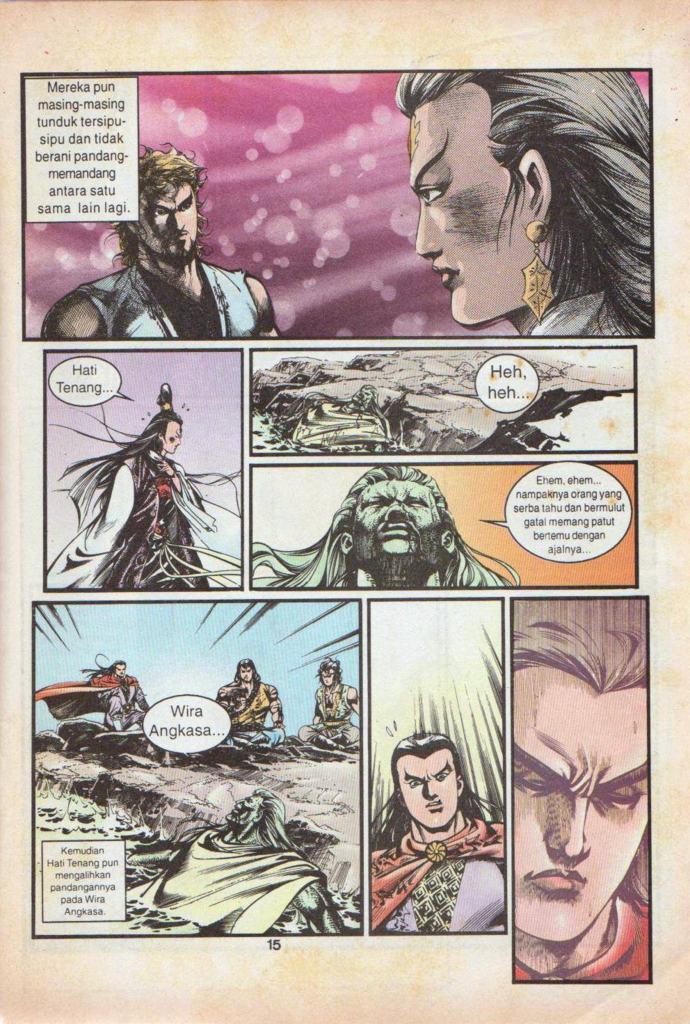 Mereka pun
masing-masing
tunduk tersipu-
sipu dan tidak
berani pandang-
memandang
antara satu
sama lain lagi.
Hati
Tenang...
Heh,
heh...
Ehem, ehem...
nampaknya orang yang
serba tahu dan bermulut
gatal memang patut
bertemu dengan
ajalnya...
Wira
Angkasa...
Kemudian
Hati Tenang pun
mengalihkan
pandangannya
pada Wira
Angkasa.
15